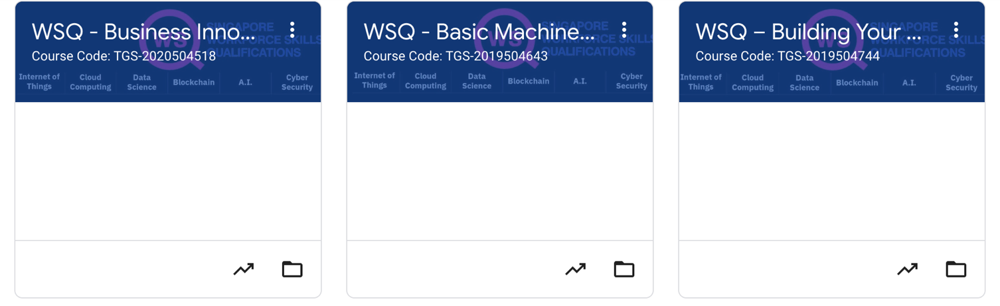 WSQ - Business Inno...
Course Code: TGS-2020504518
WSQ
SINGAPORE
WORKFORCE SKILLS
QUALIFICATIONS
Internet of Things
Cloud Computing
Data Science
Blockchain
A.I.
Cyber Security
WSQ - Basic Machine...
Course Code: TGS-2019504643
WSQ
SINGAPORE
WORKFORCE SKILLS
QUALIFICATIONS
Internet of Things
Cloud Computing
Data Science
Blockchain
A.I.
Cyber Security
WSQ – Building Your ...
Course Code: TGS-2019504744
WSQ
SINGAPORE
WORKFORCE SKILLS
QUALIFICATIONS
Internet of Things
Cloud Computing
Data Science
Blockchain
A.I.
Cyber Security